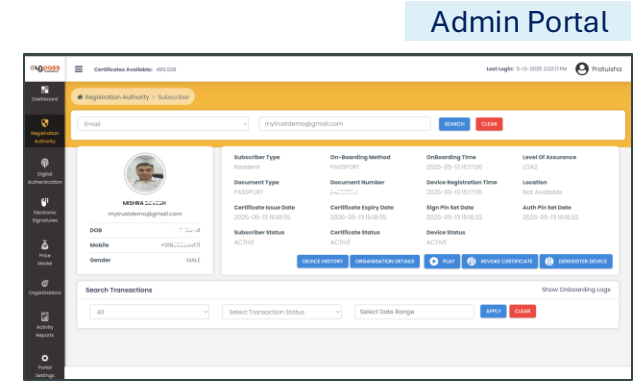 Admin Portal
Certificates Available: 499,938
Last Login: 5-13-2025 3:22:17 PM Pratulsha
Dashboard
Registration Authority > Subscriber
Registration
Authority
Email mytrustdemo@gmail.com SEARCH CLEAR
Digital
Authentication
Electronic
Signatures
Price
Model
Organizations
Activity
Reports
Portal
Settings
MISHRA
mytrustdemo@gmail.com
DOB
Mobile
Gender MALE
Subscriber Type On-Boarding Method OnBoarding Time Level Of Assurance
Resident PASSPORT 2025-05-13 15:17:06 LOA2
Document Type Document Number Device Registration Time Location
PASSPORT 2025-05-13 15:17:06 Not Available
Certificate Issue Date Certificate Expiry Date Sign Pin Set Date Auth Pin Set Date
2025-05-13 15:18:05 2026-05-13 15:18:05 2025-05-13 15:18:32 2025-05-13 15:18:32
Subscriber Status Certificate Status Device Status
ACTIVE ACTIVE ACTIVE
DEVICE HISTORY ORGANISATION DETAILS PLAY REVOKE CERTIFICATE DEREGISTER DEVICE
Search Transactions Show Onboarding Logs
All Select Transaction Status Select Date Range APPLY CLEAR